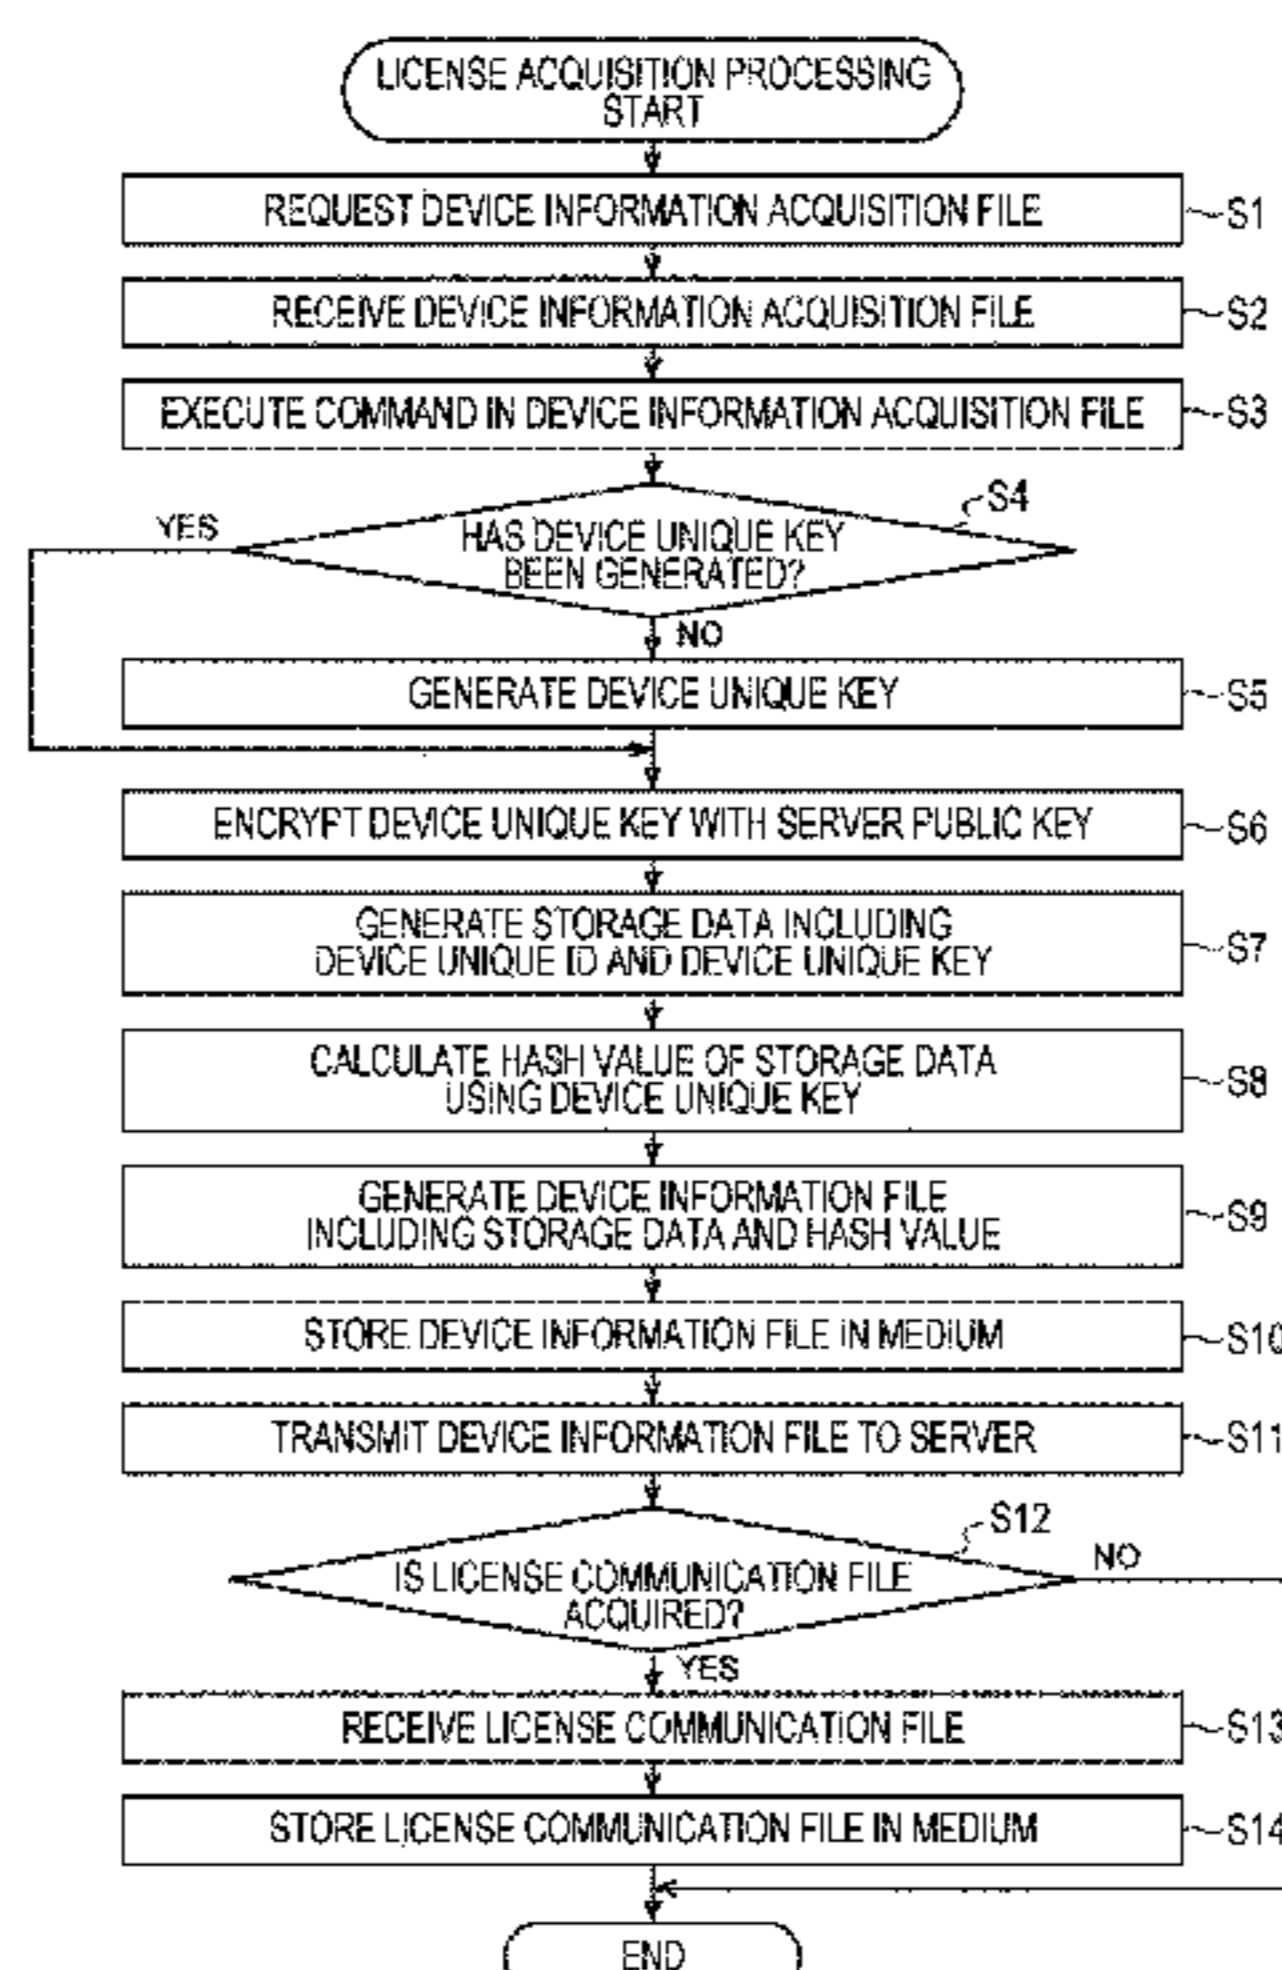 LICENSE ACQUISITION PROCESSING
START
REQUEST DEVICE INFORMATION ACQUISITION FILE
S1
RECEIVE DEVICE INFORMATION ACQUISITION FILE
S2
EXECUTE COMMAND IN DEVICE INFORMATION ACQUISITION FILE
S3
S4
YES
HAS DEVICE UNIQUE KEY
BEEN GENERATED?
NO
GENERATE DEVICE UNIQUE KEY
S5
ENCRYPT DEVICE UNIQUE KEY WITH SERVER PUBLIC KEY
S6
GENERATE STORAGE DATA INCLUDING
DEVICE UNIQUE ID AND DEVICE UNIQUE KEY
S7
CALCULATE HASH VALUE OF STORAGE DATA
USING DEVICE UNIQUE KEY
S8
GENERATE DEVICE INFORMATION FILE
INCLUDING STORAGE DATA AND HASH VALUE
S9
STORE DEVICE INFORMATION FILE IN MEDIUM
S10
TRANSMIT DEVICE INFORMATION FILE TO SERVER
S11
S12
NO
IS LICENSE COMMUNICATION FILE
ACQUIRED?
YES
RECEIVE LICENSE COMMUNICATION FILE
S13
STORE LICENSE COMMUNICATION FILE IN MEDIUM
S14
END